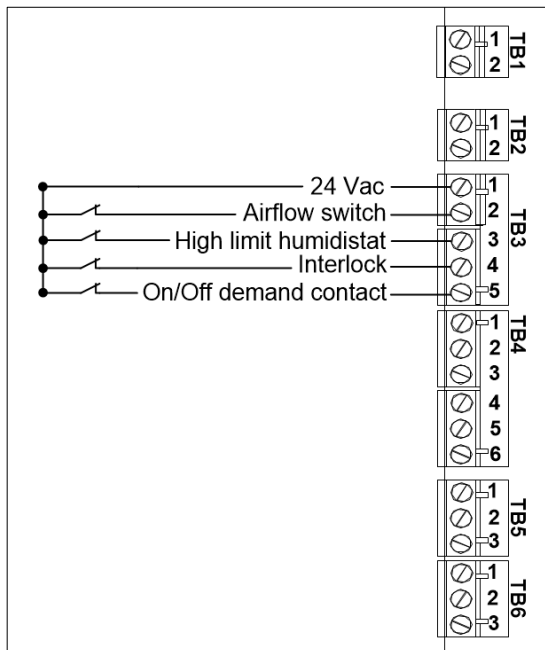 1
2
TB1
1
2
TB2
24 Vac 1
Airflow switch 2
High limit humidistat 3
Interlock 4
On/Off demand contact 5
TB3
1
2
3
4
5
6
TB4
1
2
3
TB5
1
2
3
TB6